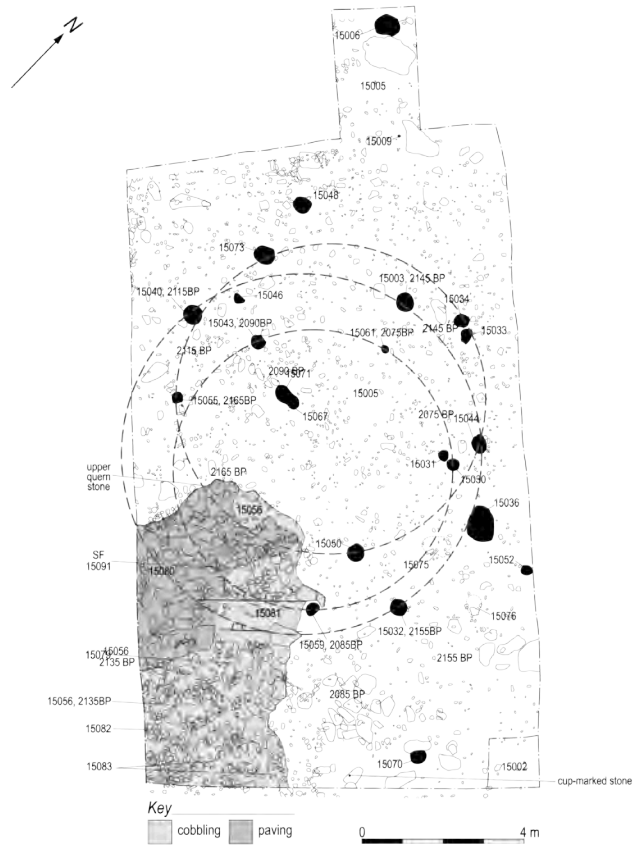 N
15006
15005
15009
15048
15073
15003, 2145 BP
15040, 2115BP
15046
15034
15043, 2090BP
15061, 2075BP
2145 BP
15033
2115 BP
2090 BP
15071
15005
15055, 2165BP
15067
2075 BP
15044
15031
upper
quern
stone
2165 BP
15030
15056
15036
SF
15091
15050
15052
15080
15075
15081
15076
15059, 2085BP
15032, 2155BP
15056
2135 BP
2155 BP
15056, 2135BP
2085 BP
15082
15083
15070
15002
cup-marked stone
Key
cobbling
paving
0
4 m